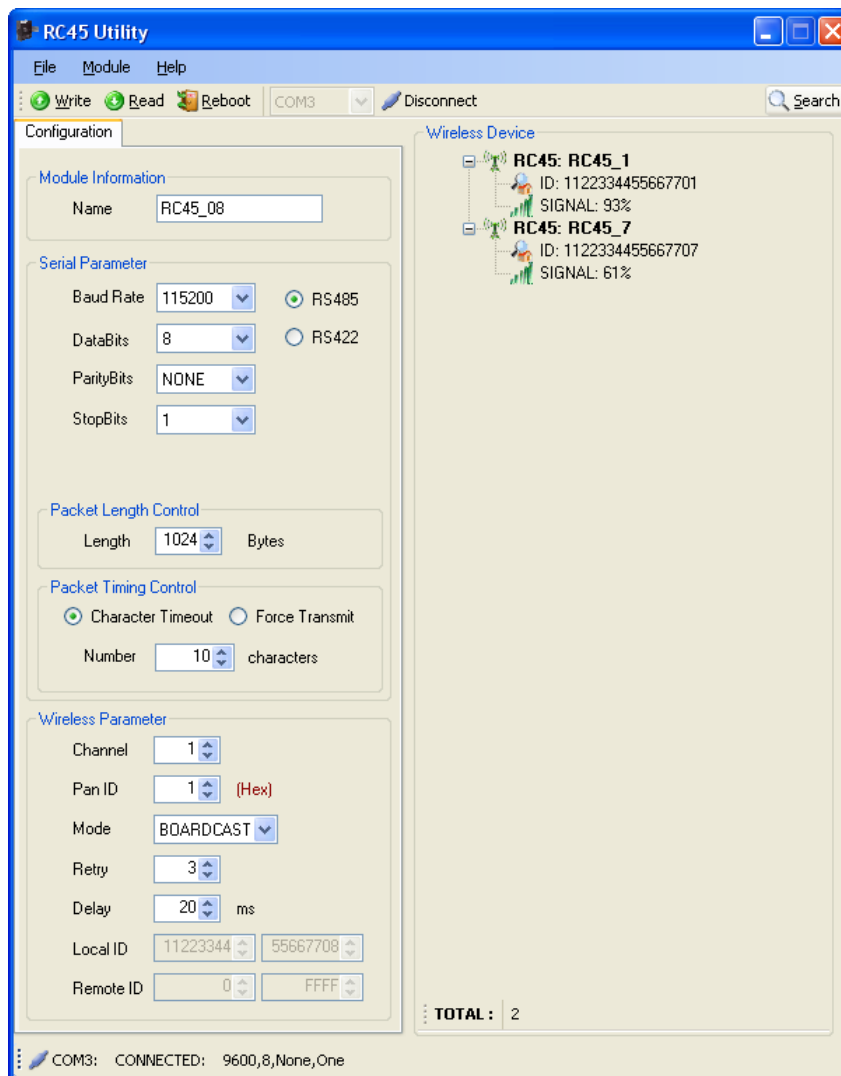 RC45 Utility
File Module Help
Write Read Reboot COM3 Disconnect Search
Configuration
Module Information
Name RC45_08
Serial Parameter
Baud Rate 115200 RS485
DataBits 8 RS422
ParityBits NONE
StopBits 1
Packet Length Control
Length 1024 Bytes
Packet Timing Control
Character Timeout Force Transmit
Number 10 characters
Wireless Parameter
Channel 1
Pan ID 1 (Hex)
Mode BOARDCAST
Retry 3
Delay 20 ms
Local ID 11223344 55667708
Remote ID 0 FFFF
Wireless Device
RC45: RC45_1
ID: 1122334455667701
SIGNAL: 93%
RC45: RC45_7
ID: 1122334455667707
SIGNAL: 61%
TOTAL: 2
COM3: CONNECTED: 9600,8,None,One